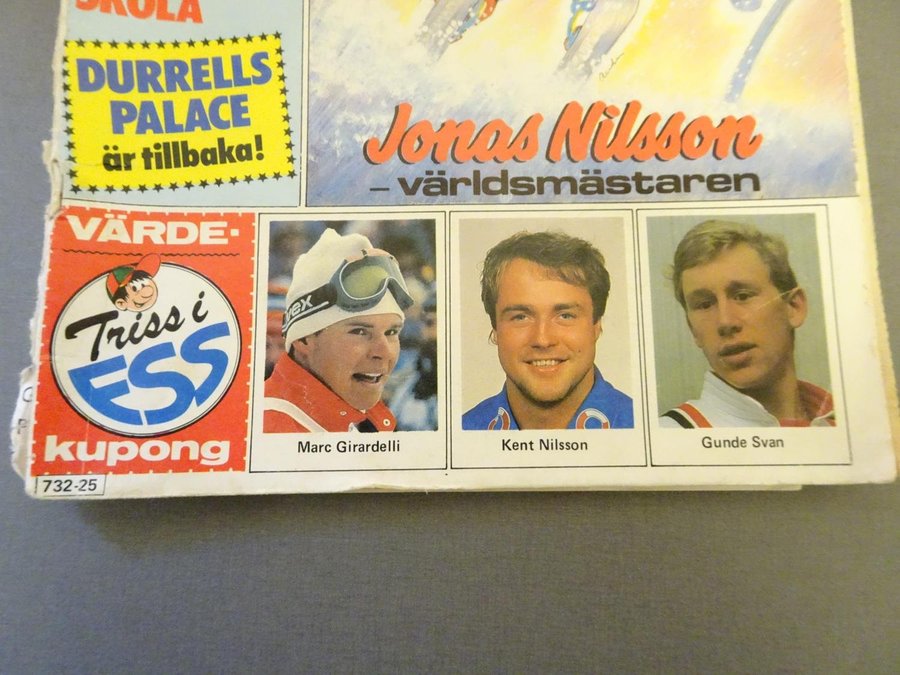 SKOLA
DURRELLS
PALACE
är tillbaka!
Jonas Nilsson
– världsmästaren
VÄRDE-
Triss i
ESS
kupong
732-25
Marc Girardelli
Kent Nilsson
Gunde Svan